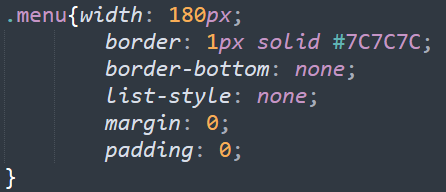 .menu{width: 180px;
border: 1px solid #7C7C7C;
border-bottom: none;
list-style: none;
margin: 0;
padding: 0;
}